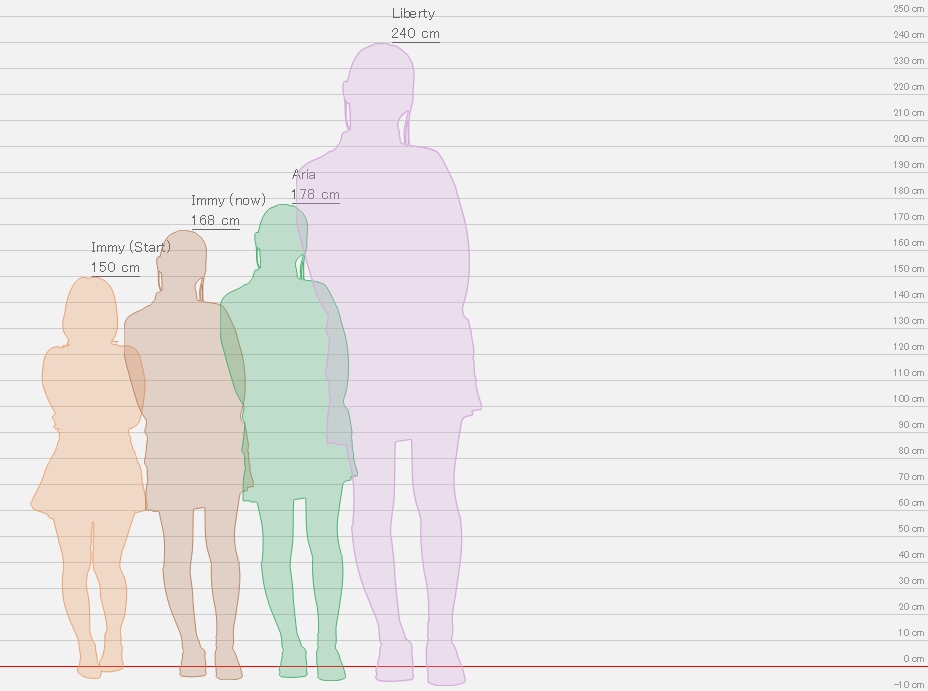 Liberty
240 cm
Aria
178 cm
Immy (now)
168 cm
Immy (Start)
150 cm
250 cm
240 cm
230 cm
220 cm
210 cm
200 cm
190 cm
180 cm
170 cm
160 cm
150 cm
140 cm
130 cm
120 cm
110 cm
100 cm
90 cm
80 cm
70 cm
60 cm
50 cm
40 cm
30 cm
20 cm
10 cm
0 cm
-10 cm